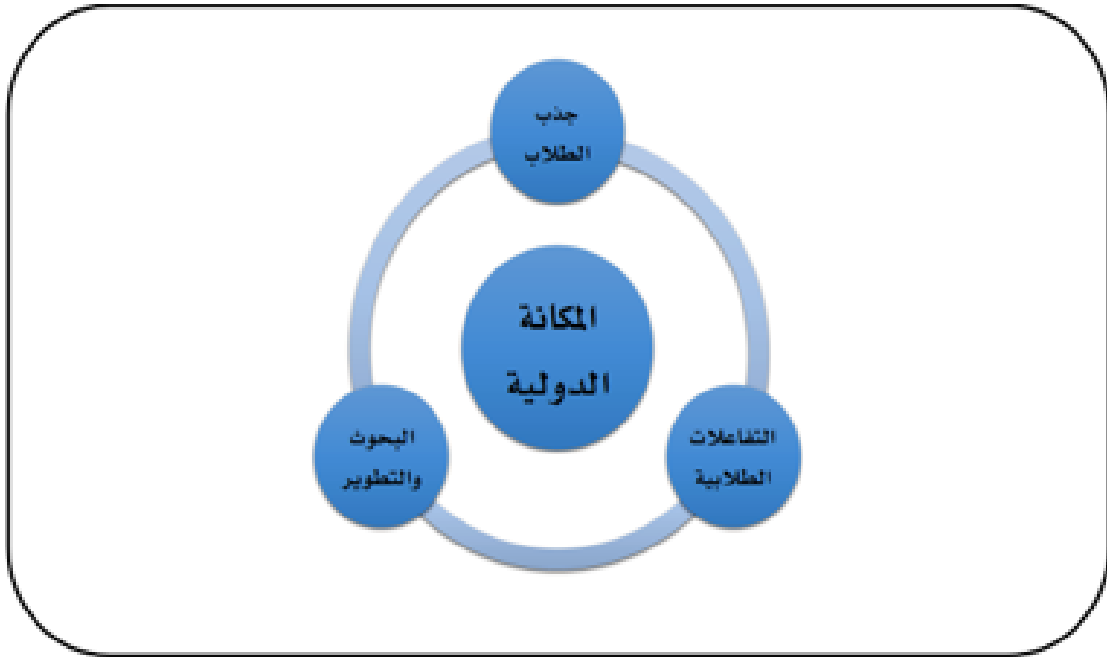 جذب
الطلاب
المكانة
الدولية
التفاعلات
الطلابية
البحوث
والتطوير